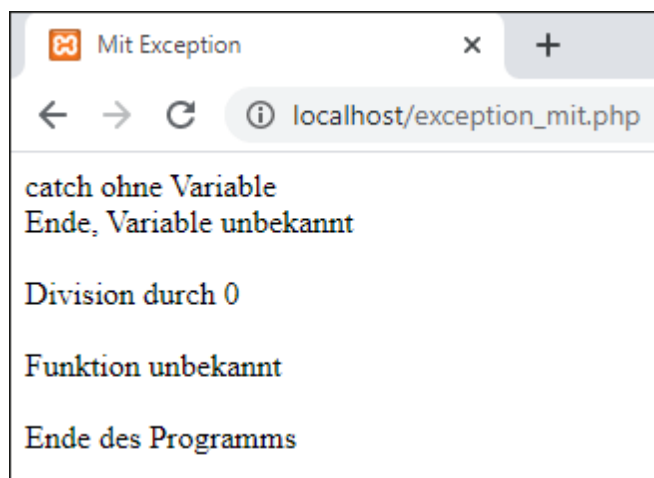 Mit Exception
localhost/exception_mit.php
catch ohne Variable
Ende, Variable unbekannt
Division durch 0
Funktion unbekannt
Ende des Programms